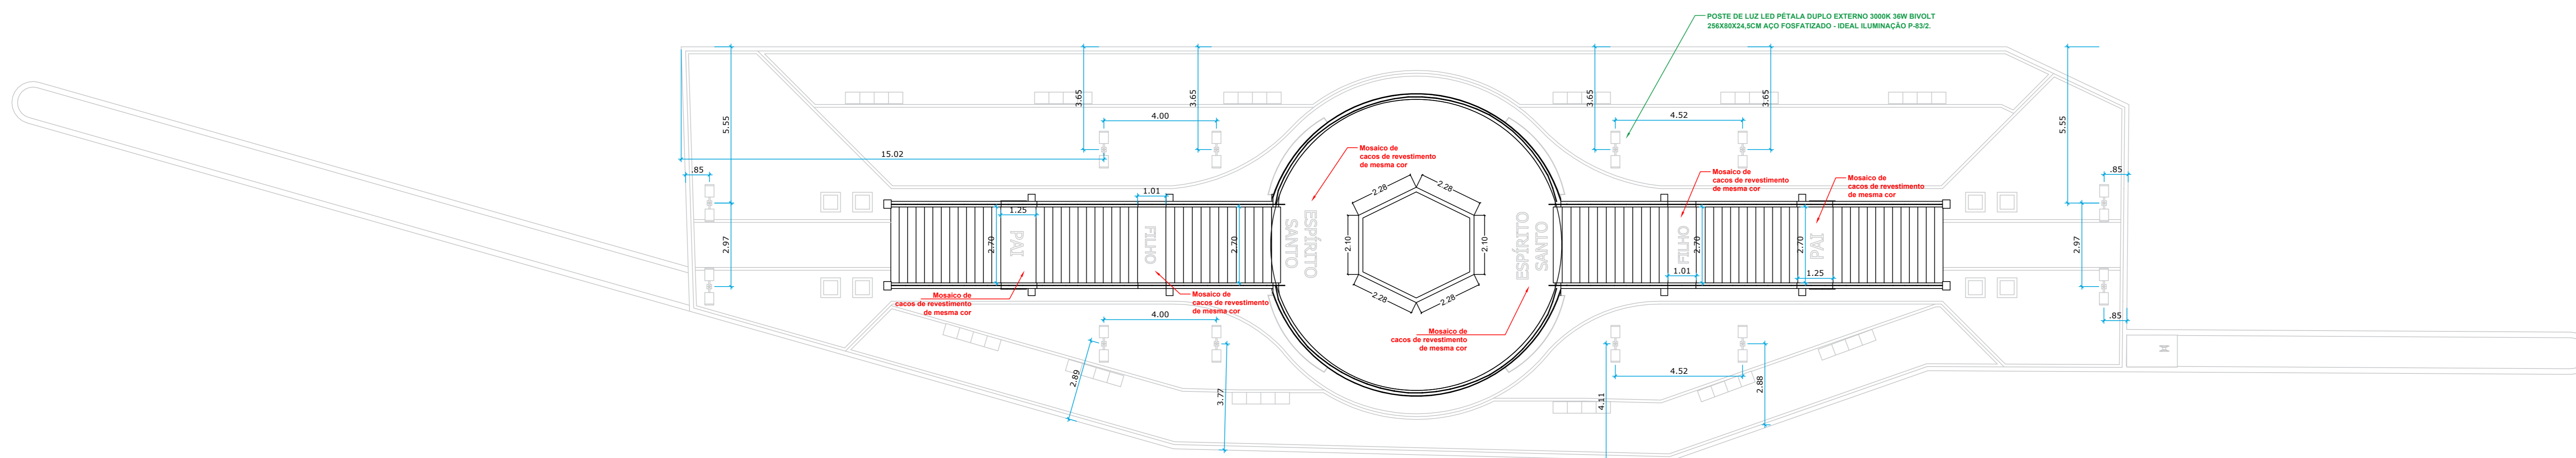 POSTE DE LUZ LED PÉTALA DUPLO EXTERNO 3000K 36W BIVOLT
256X80X24,5CM AÇO FOSFATIZADO - IDEAL ILUMINAÇÃO P-83/2.
5.55
3.65
3.65
3.65
3.65
5.55
4.00
4.52
15.02
.85
.85
Mosaico de
cacos de revestimento
de mesma cor
Mosaico de
cacos de revestimento
de mesma cor
Mosaico de
cacos de revestimento
de mesma cor
1.01
1.25
2.28
2.28
2.97
2.70
PAI
FILHO
2.70
ESPÍRITO
SANTO
2.10
2.10
ESPÍRITO
SANTO
FILHO
2.70
2.70
PAI
2.97
1.01
1.25
2.28
2.28
Mosaico de
cacos de revestimento
de mesma cor
Mosaico de
cacos de revestimento
de mesma cor
Mosaico de
cacos de revestimento
de mesma cor
4.00
4.52
.85
2.89
3.77
4.11
2.88